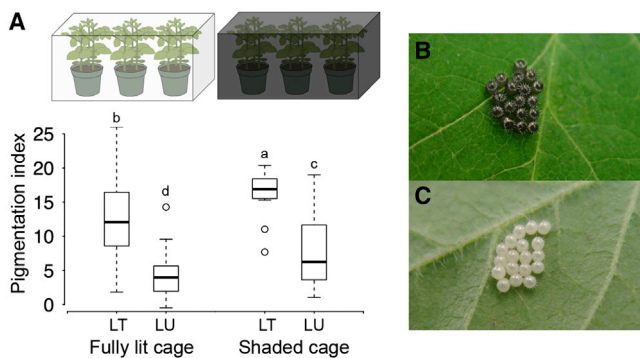 A
B
C
Pigmentation index
25
20
15
10
5
0
b
d
a
c
LT LU LT LU
Fully lit cage Shaded cage